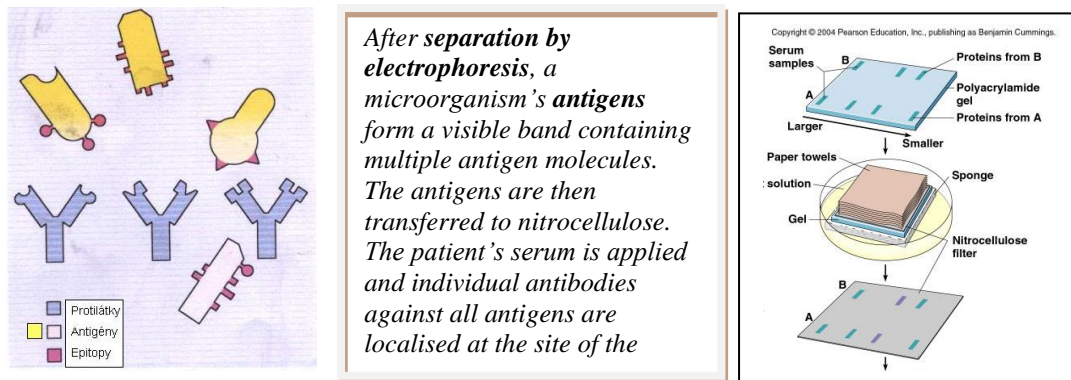 Protilátky
Antigény
Epitopy
After separation by
electrophoresis, a
microorganism's antigens
form a visible band containing
multiple antigen molecules.
The antigens are then
transferred to nitrocellulose.
The patient's serum is applied
and individual antibodies
against all antigens are
localised at the site of the
Copyright © 2004 Pearson Education, Inc., publishing as Benjamin Cummings.
Serum
samples
B
Proteins from B
Polyacrylamide
gel
A
Proteins from A
Larger
Smaller
Paper towels
Sponge
solution
Gel
Nitrocellulose
filter
B
A